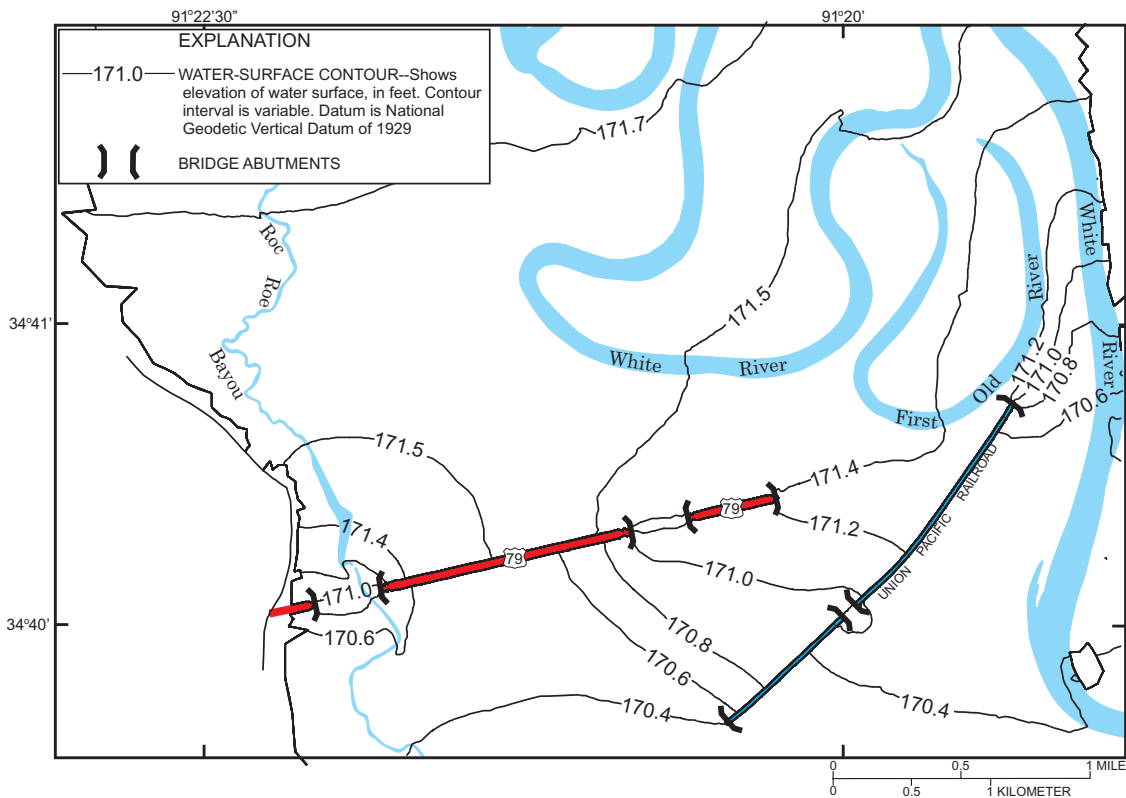 91°22'30"
91°20'
EXPLANATION
171.0
WATER-SURFACE CONTOUR--Shows
elevation of water surface, in feet. Contour
interval is variable. Datum is National
Geodetic Vertical Datum of 1929
BRIDGE ABUTMENTS
171.7
Roc
Roe
Bayou
White
River
171.5
White
River
First
Old
River
34°41'
171.2
171.0
170.8
170.6
171.5
171.4
171.4
79
79
171.2
171.0
UNION PACIFIC RAILROAD
171.0
170.6
34°40'
170.8
170.6
170.4
170.4
0 0.5 1 MILE
0 0.5 1 KILOMETER